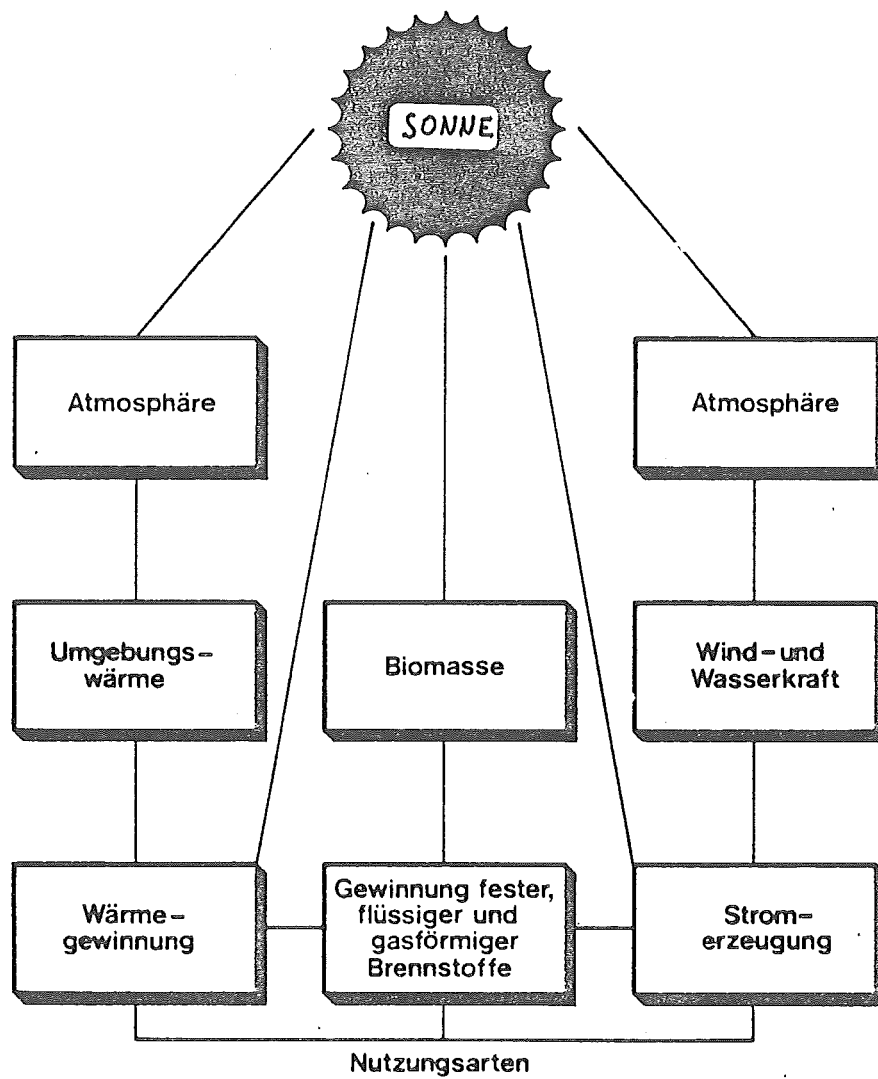 SONNE
Atmosphäre
Atmosphäre
Umgebungs-
wärme
Biomasse
Wind-und
Wasserkraft
Wärme-
gewinnung
Gewinnung fester,
flüssiger und
gasförmiger
Brennstoffe
Strom-
erzeugung
Nutzungsarten